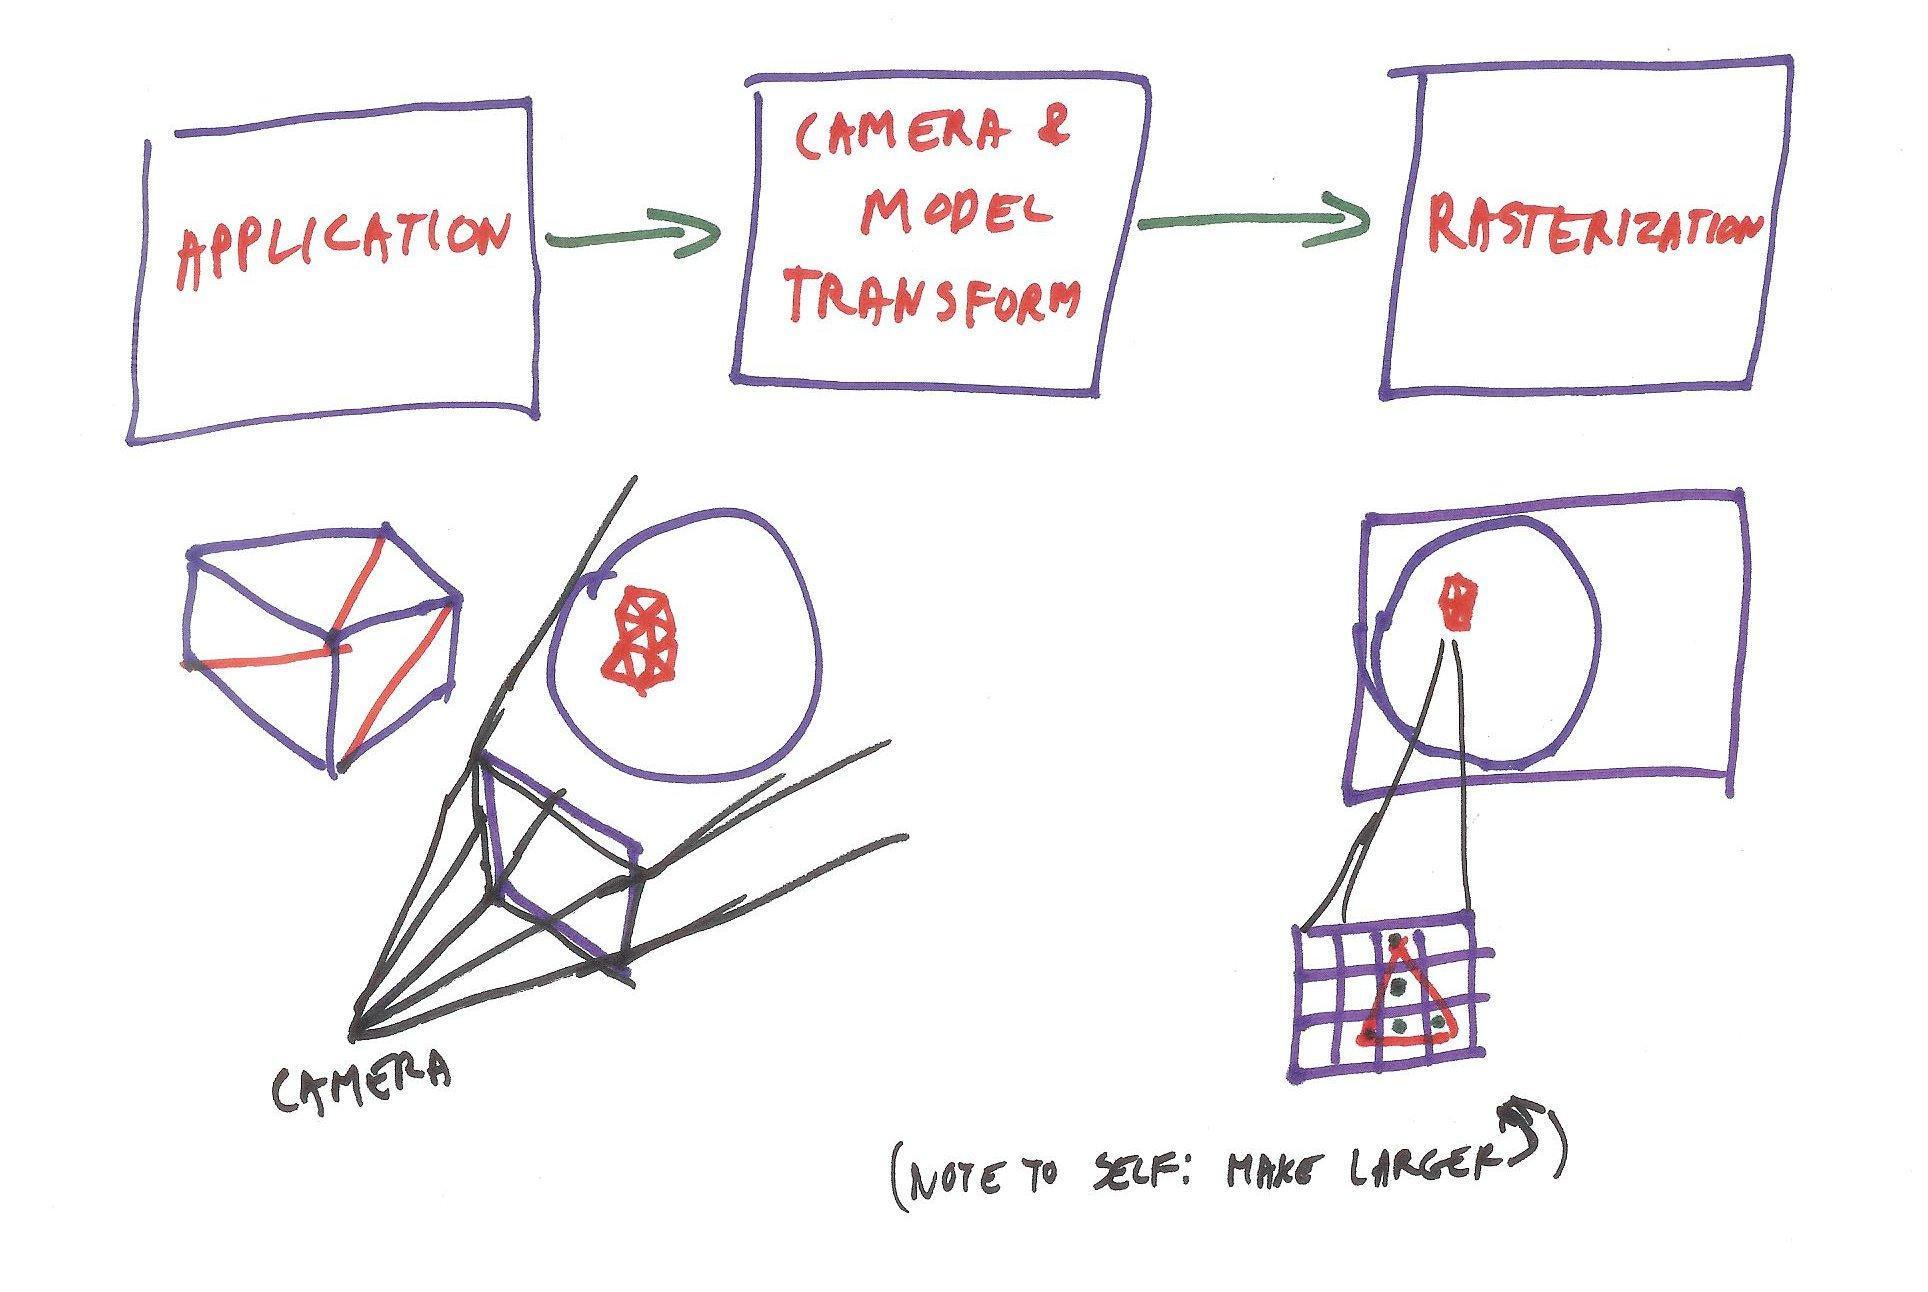 APPLICATION
CAMERA &
MODEL
TRANSFORM
RASTERIZATION
CAMERA
(NOTE TO SELF: MAKE LARGER)